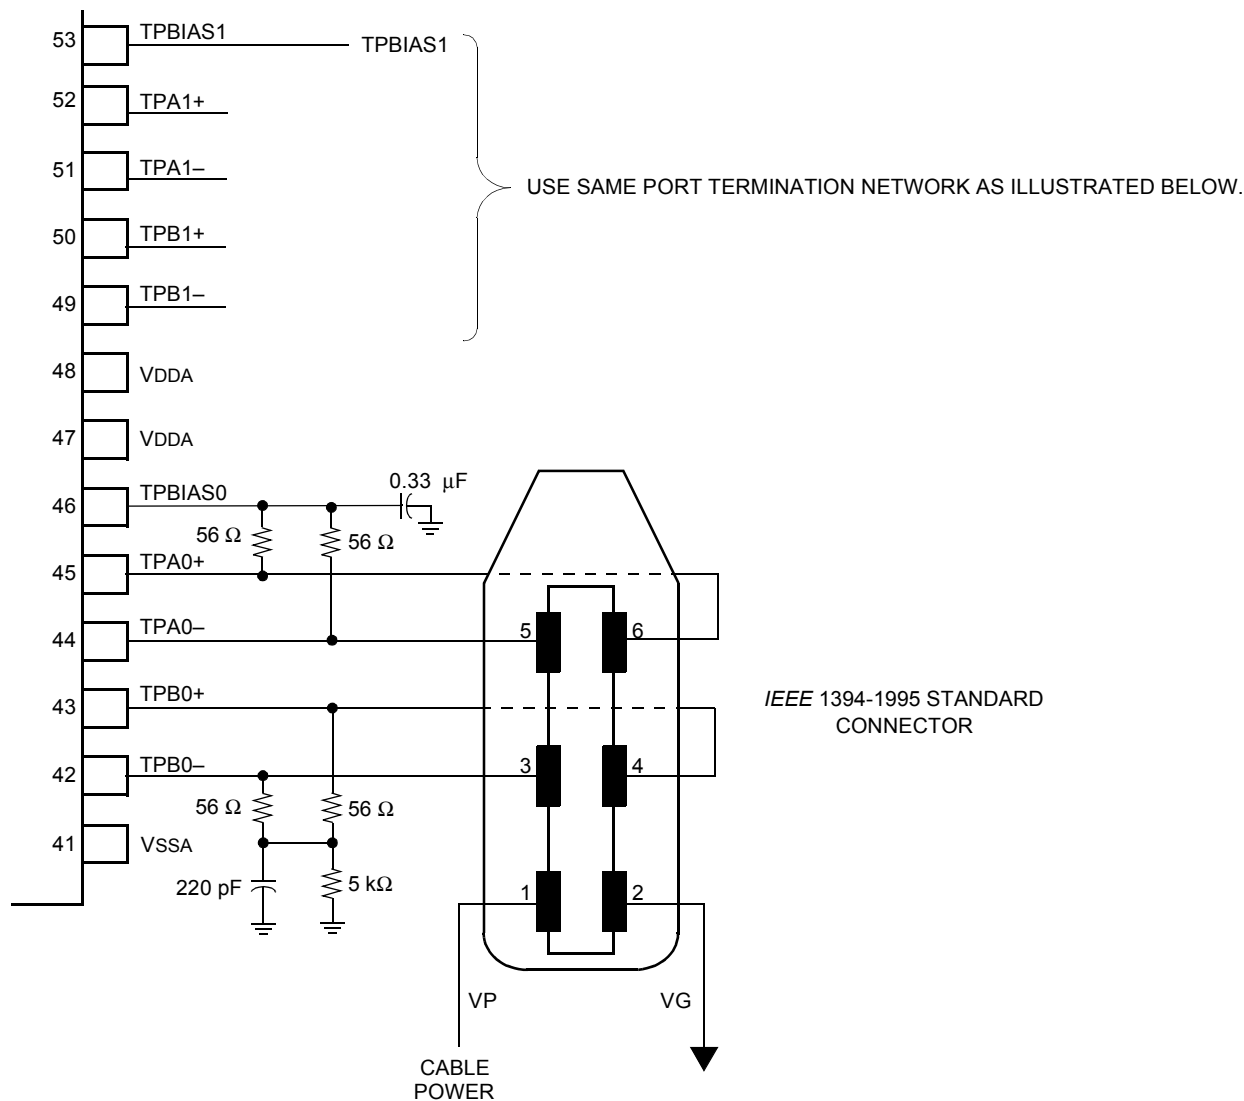 53 TPBIAS1
TPBIAS1
52 TPA1+
51 TPA1–
USE SAME PORT TERMINATION NETWORK AS ILLUSTRATED BELOW.
50 TPB1+
49 TPB1–
48 VDDA
47 VDDA
46 TPBIAS0
0.33 μF
56 Ω
56 Ω
45 TPA0+
44 TPA0–
5
6
43 TPB0+
IEEE 1394-1995 STANDARD
CONNECTOR
42 TPB0–
3
4
56 Ω
56 Ω
41 VSSA
220 pF
5 kΩ
1
2
VP
VG
CABLE
POWER